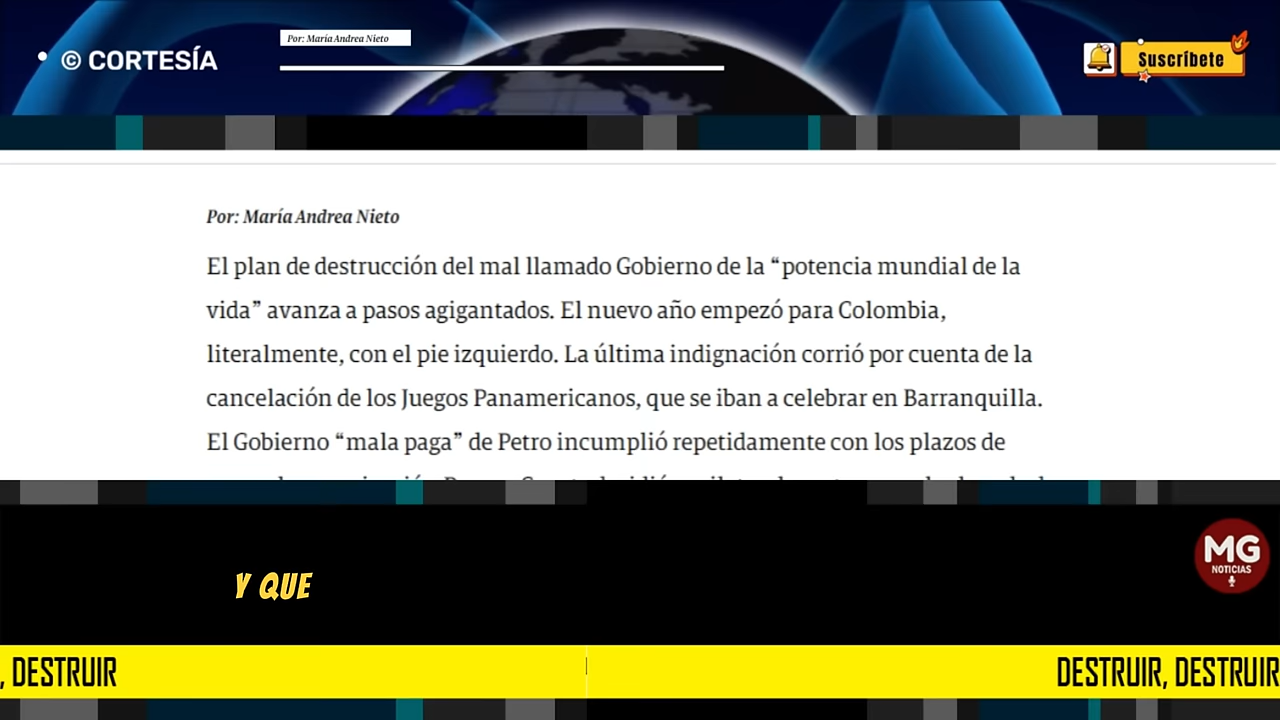 © CORTESÍA
Por: María Andrea Nieto
Suscríbete
Por: María Andrea Nieto
El plan de destrucción del mal llamado Gobierno de la “potencia mundial de la
vida” avanza a pasos agigantados. El nuevo año empezó para Colombia,
literalmente, con el pie izquierdo. La última indignación corrió por cuenta de la
cancelación de los Juegos Panamericanos, que se iban a celebrar en Barranquilla.
El Gobierno “mala paga” de Petro incumplió repetidamente con los plazos de
Y QUE
MG
NOTICIAS
, DESTRUIR
DESTRUIR, DESTRUIR